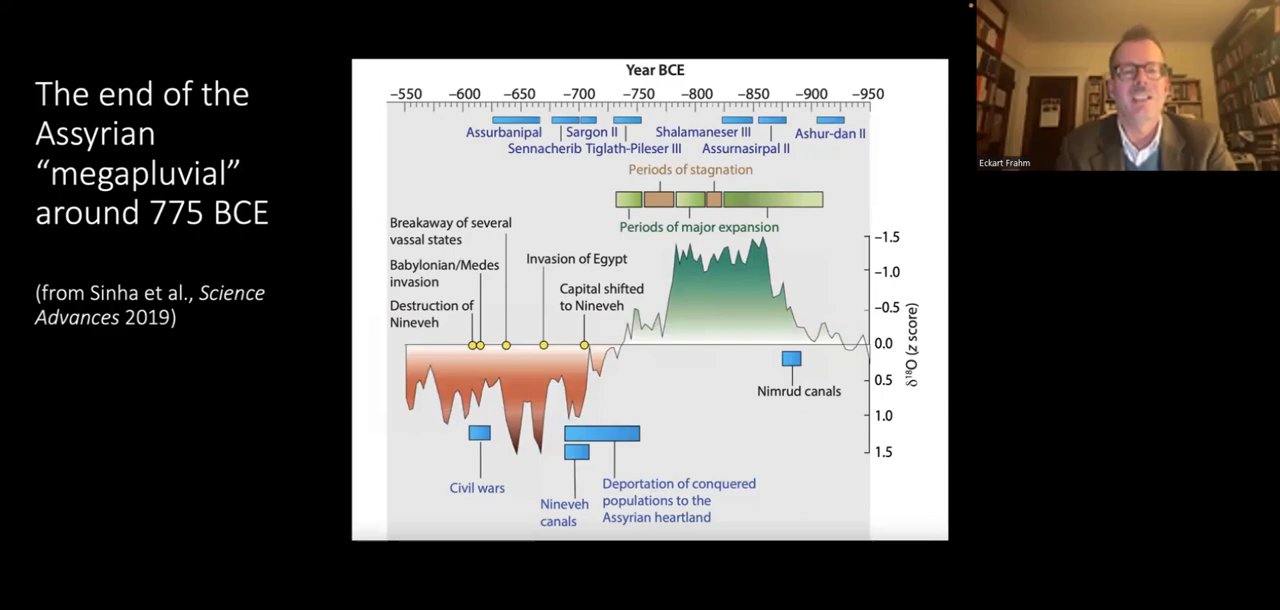 The end of the
Assyrian
“megapluvial”
around 775 BCE
(from Sinha et al., Science
Advances 2019)
Year BCE
–550 –600 –650 –700 –750 –800 –850 –900 –950
Assurbanipal Sargon II Shalamaneser III Ashur-dan II
Sennacherib Tiglath-Pileser III Assurnasirpal II
Periods of stagnation
Periods of major expansion
Breakaway of several
vassal states
Babylonian/Medes
invasion
Destruction of
Nineveh
Invasion of Egypt
Capital shifted
to Nineveh
–1.5
–1.0
–0.5
0.0
0.5
1.0
1.5
δ18O (z score)
Nimrud canals
Civil wars
Nineveh
canals
Deportation of conquered
populations to the
Assyrian heartland
Eckart Frahm